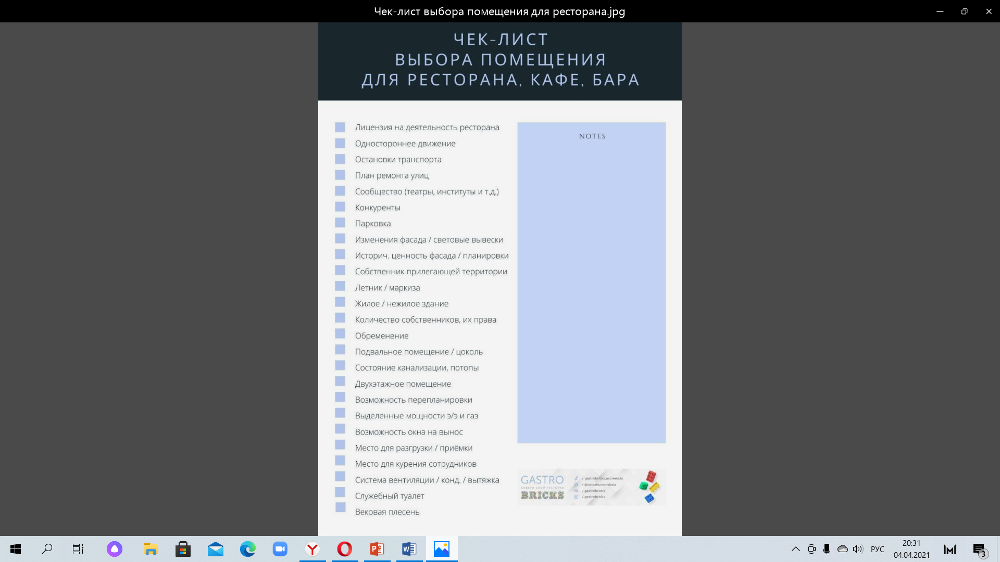 Чек-лист выбора помещения для ресторана.jpg
ЧЕК-ЛИСТ
ВЫБОРА ПОМЕЩЕНИЯ
ДЛЯ РЕСТОРАНА, КАФЕ, БАРА
Лицензия на деятельность ресторана
Одностороннее движение
Остановки транспорта
План ремонта улиц
Сообщество (театры, институты и т.д.)
Конкуренты
Парковка
Изменения фасада / световые вывески
Историч. ценность фасада / планировки
Собственник прилегающей территории
Летник / маркиза
Жилое / нежилое здание
Количество собственников, их права
Обременение
Подвальное помещение / цоколь
Состояние канализации, потопы
Двухэтажное помещение
Возможность перепланировки
Выделенные мощности э/э и газ
Возможность окна на вынос
Место для разгрузки / приёмки
Место для курения сотрудников
Система вентиляции / конд. / вытяжка
Служебный туалет
Вековая плесень
NOTES
GASTRO
СОБЕРИ СВОЙ РЕСТОРАН
BRICKS
/ gastrobricks.uscreen.io
/ @natashumanskaia
/ gastrobricks
/ gastrobricks
РУС
20:31
04.04.2021
3